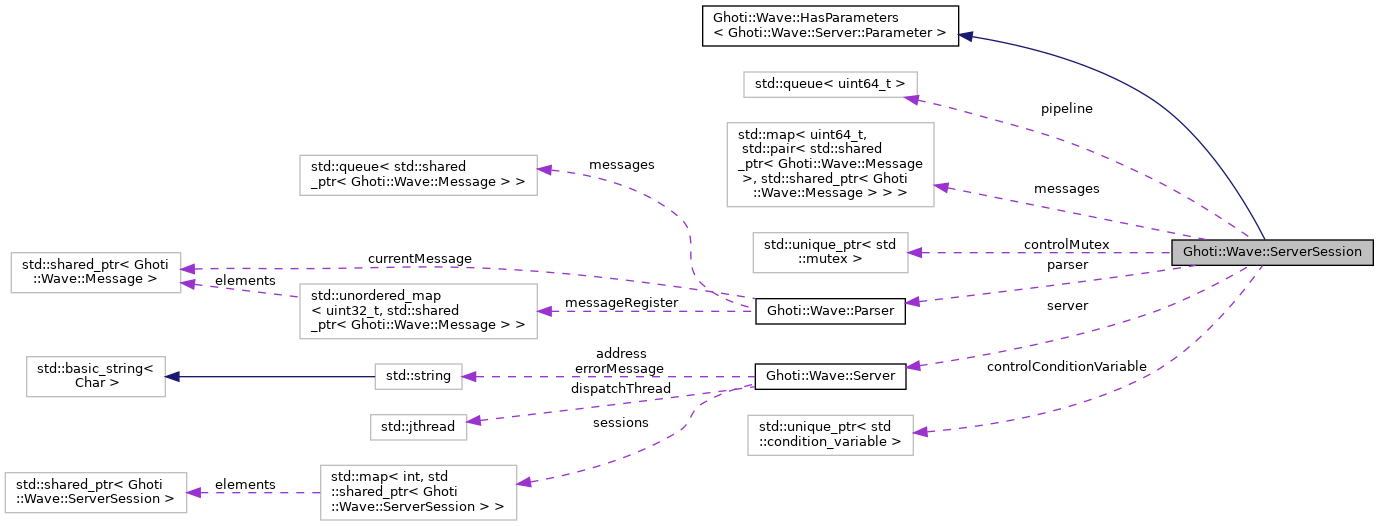 Ghoti::Wave::HasParameters
< Ghoti::Wave::Server::Parameter >
std::queue< uint64_t >
pipeline
std::map< uint64_t,
std::pair< std::shared
_ptr< Ghoti::Wave::Message
>, std::shared_ptr< Ghoti
::Wave::Message > > >
messages
std::queue< std::shared
_ptr< Ghoti::Wave::Message > >
messages
std::unique_ptr< std
::mutex >
controlMutex
Ghoti::Wave::ServerSession
parser
std::shared_ptr< Ghoti
::Wave::Message >
currentMessage
elements
std::unordered_map
< uint32_t, std::shared
_ptr< Ghoti::Wave::Message > >
messageRegister
Ghoti::Wave::Parser
server
std::basic_string<
Char >
std::string
address
errorMessage
Ghoti::Wave::Server
controlConditionVariable
dispatchThread
std::jthread
sessions
std::unique_ptr< std
::condition_variable >
std::shared_ptr< Ghoti
::Wave::ServerSession >
elements
std::map< int, std
::shared_ptr< Ghoti
::Wave::ServerSession > >